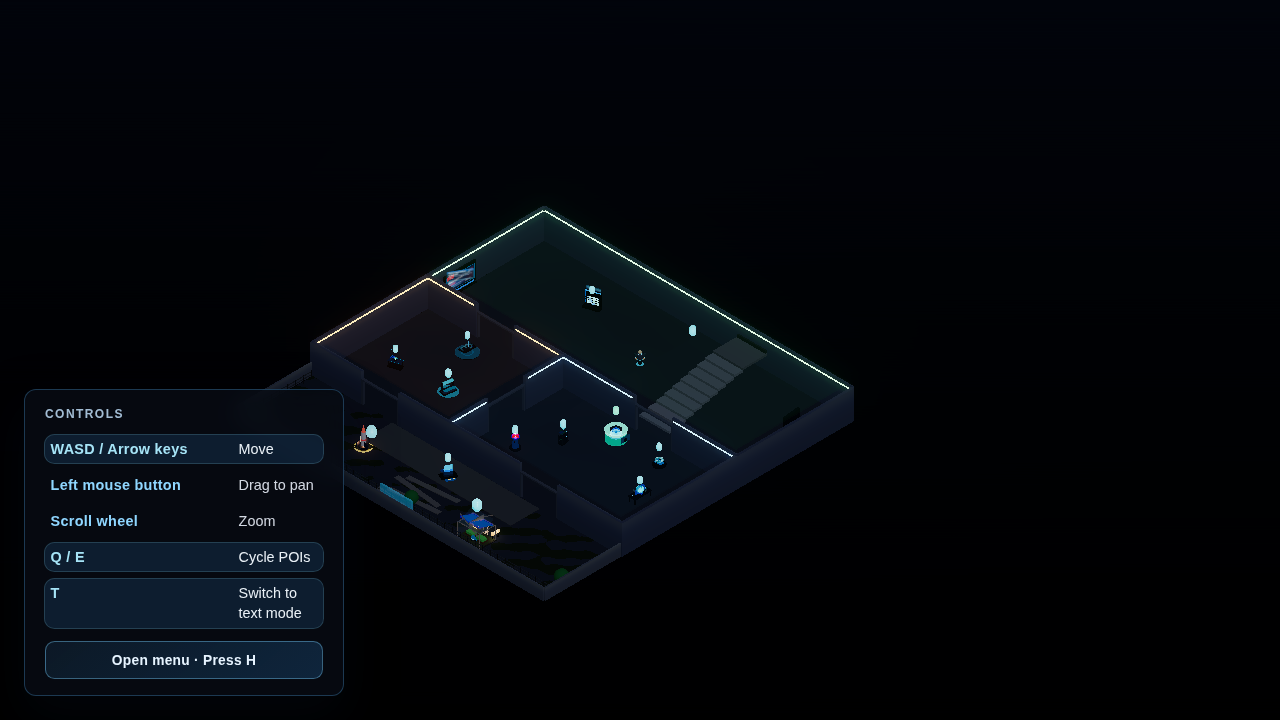 CONTROLS
WASD / Arrow keys Move
Left mouse button Drag to pan
Scroll wheel Zoom
Q / E Cycle POIs
T Switch to
text mode
Open menu · Press H